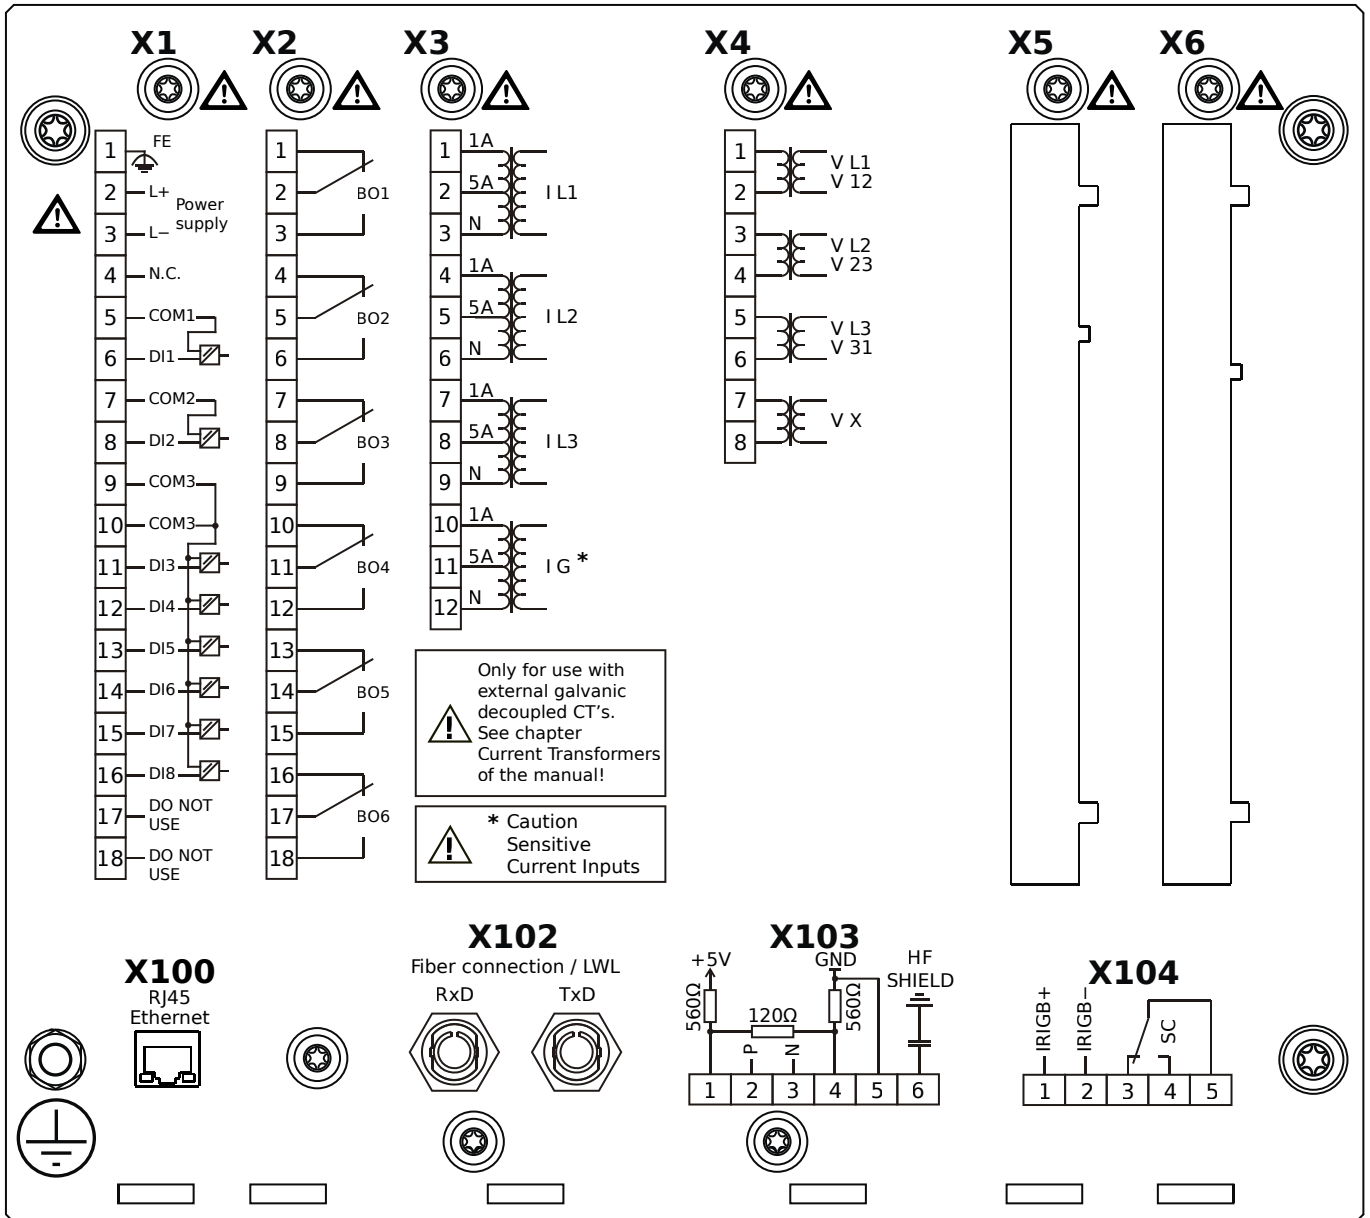 X1 X2 X3 X4 X5 X6
1 FE
2 L+ Power
3 L− supply
4 N.C.
5 COM1
6 DI1
7 COM2
8 DI2
9 COM3
10 COM3
11 DI3
12 DI4
13 DI5
14 DI6
15 DI7
16 DI8
17 DO NOT
USE
18 DO NOT
USE
1
2 BO1
3
4
5 BO2
6
7
8 BO3
9
10
11 BO4
12
13
14 BO5
15
16
17 BO6
18
1 1A
2 5A I L1
3 N
4 1A
5 5A I L2
6 N
7 1A
8 5A I L3
9 N
10 1A
11 5A I G *
12 N
Only for use with
external galvanic
decoupled CT's.
See chapter
Current Transformers
of the manual!
* Caution
Sensitive
Current Inputs
1 V L1
2 V 12
3 V L2
4 V 23
5 V L3
6 V 31
7 V X
8
X100
RJ45
Ethernet
X102
Fiber connection / LWL
RxD TxD
X103
+5V GND HF
SHIELD
560Ω 120Ω 560Ω
P N
1 2 3 4 5 6
X104
IRIGB+ IRIGB− SC
1 2 3 4 5